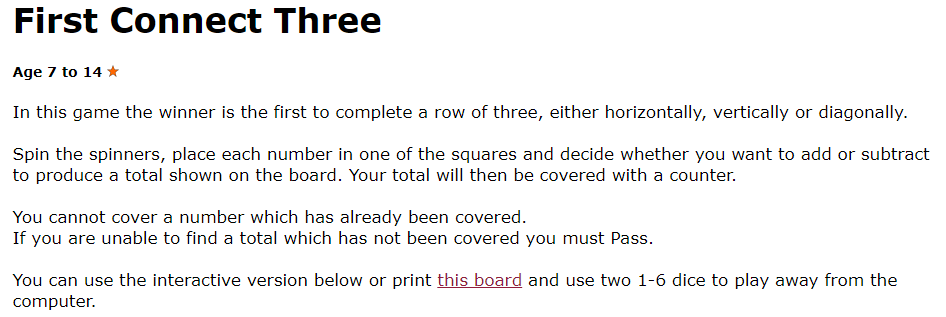 First Connect Three
Age 7 to 14
In this game the winner is the first to complete a row of three, either horizontally, vertically or diagonally.
Spin the spinners, place each number in one of the squares and decide whether you want to add or subtract
to produce a total shown on the board. Your total will then be covered with a counter.
You cannot cover a number which has already been covered.
If you are unable to find a total which has not been covered you must Pass.
You can use the interactive version below or print this board and use two 1-6 dice to play away from the
computer.